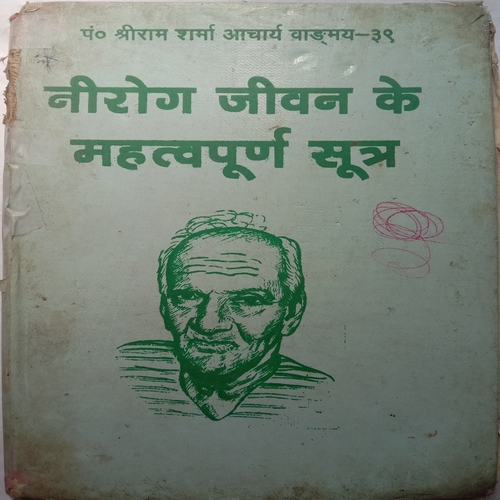 पं० श्रीराम शर्मा आचार्य वाङ्मय–३९
नीरोग जीवन के
महत्वपूर्ण सूत्र